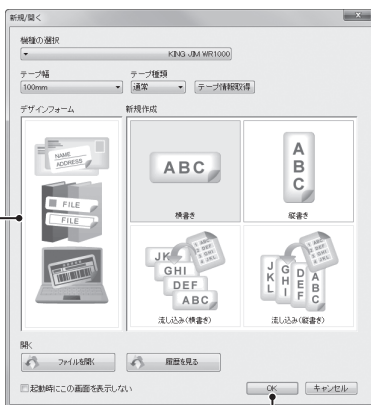 新規/開く
機種の選択
KING JIM WR1000
テープ幅
テープ種類
100mm
通常
テープ情報取得
デザインフォーム
新規作成
NAME
ADDRESS
FILE
FILE
ABC
横書き
A
B
C
縦書き
JK
GHI
DEF
ABC
流し込み(横書き)
J
K
L
G
H
I
D
E
F
A
B
C
流し込み(縦書き)
開く
ファイルを開く
履歴を見る
起動時にこの画面を表示しない
OK
キャンセル